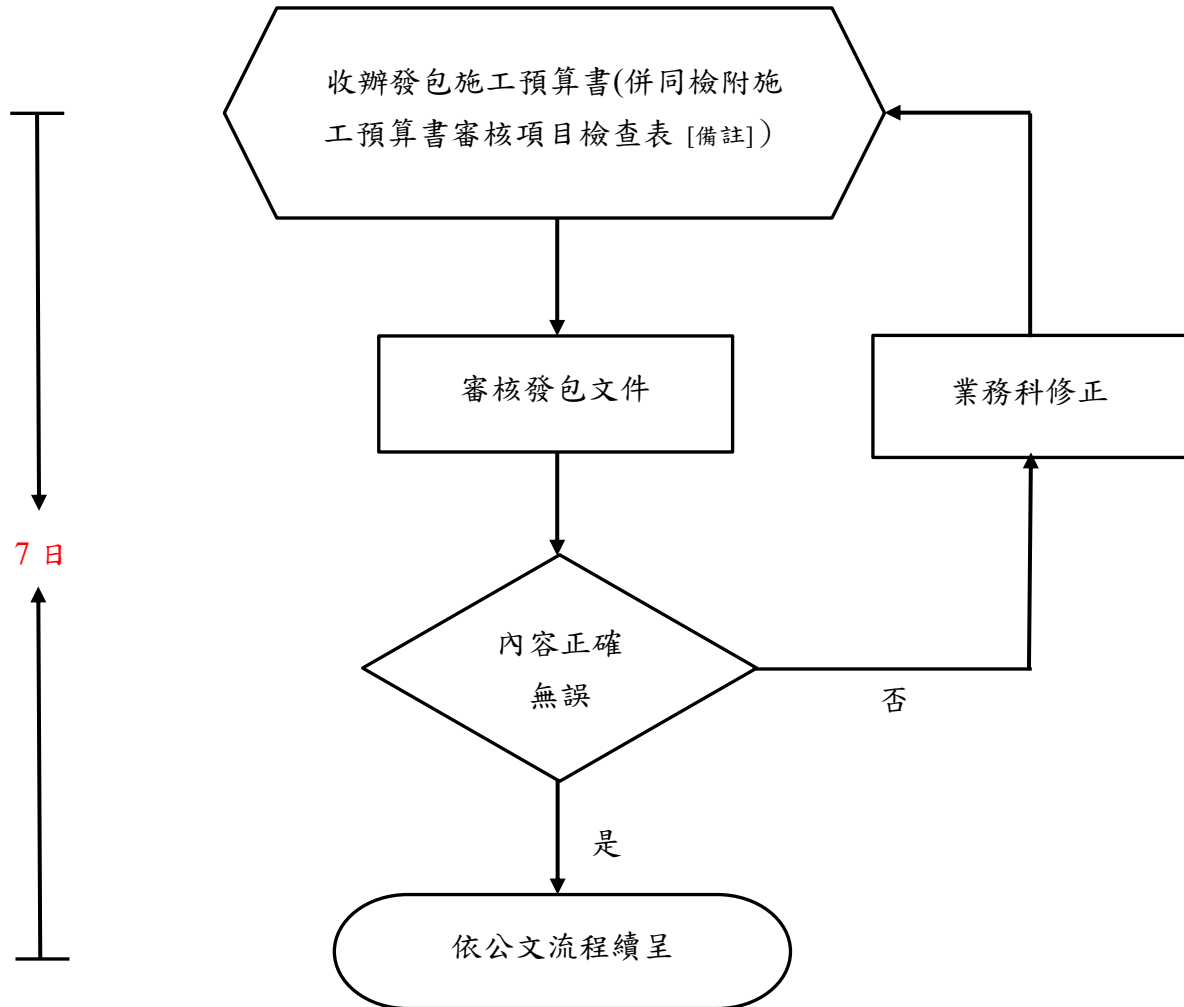 收辦發包施工預算書(併同檢附施
工預算書審核項目檢查表 [備註])
審核發包文件
業務科修正
7 日
內容正確
無誤
否
是
依公文流程續呈